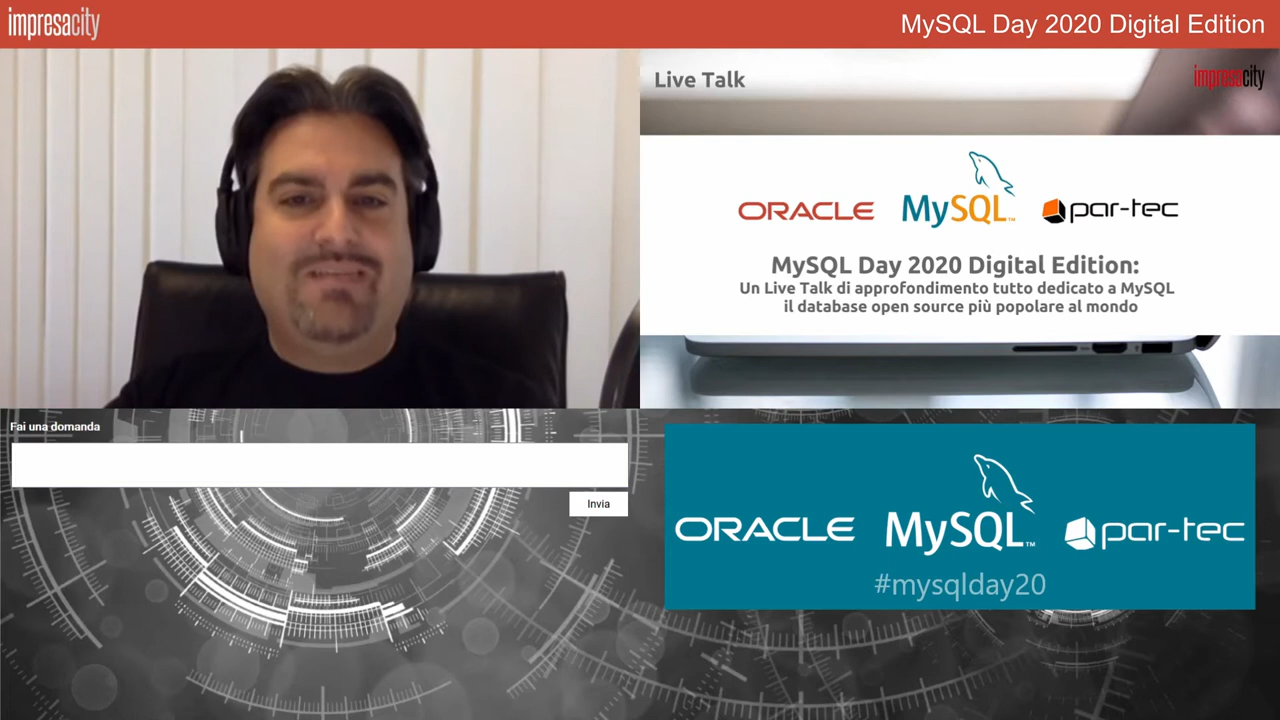 impresacity
MySQL Day 2020 Digital Edition
Live Talk
impresacity
ORACLE
MySQL™
par-tec
MySQL Day 2020 Digital Edition:
Un Live Talk di approfondimento tutto dedicato a MySQL
il database open source più popolare al mondo
Fai una domanda
Invia
ORACLE
MySQL™
par-tec
#mysqlday20